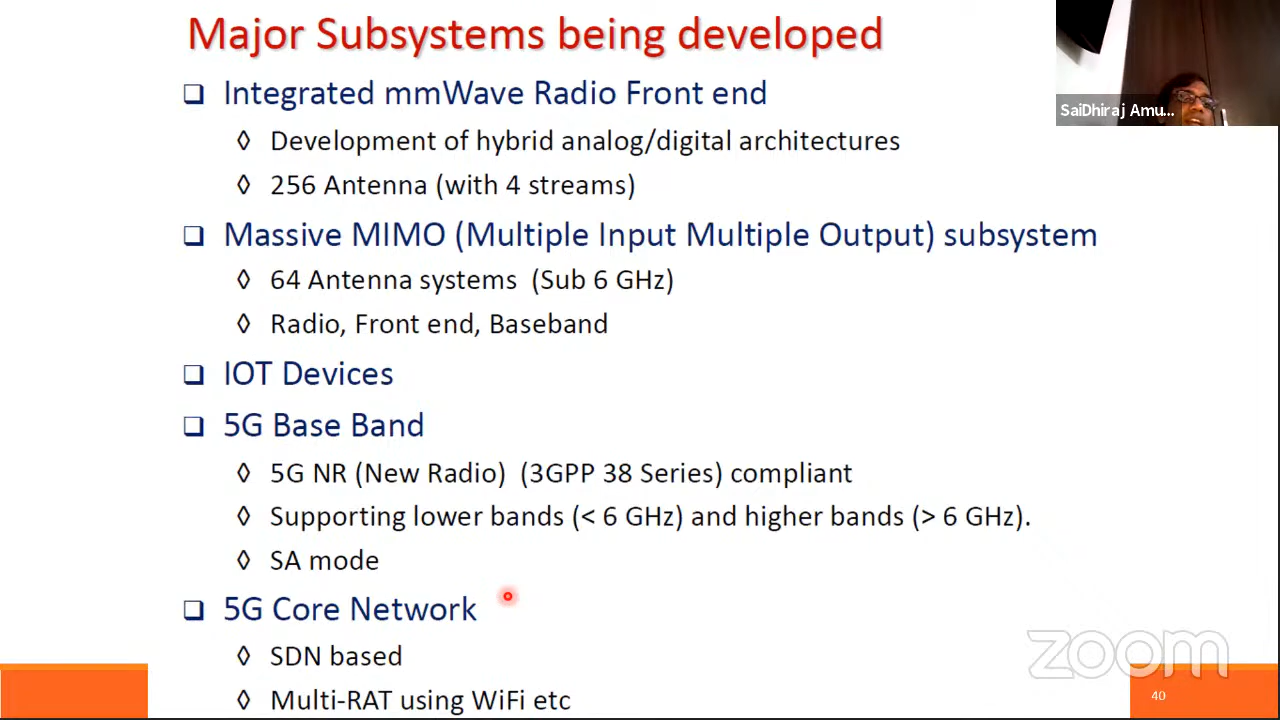 Major Subsystems being developed
SaiDhiraj Amu...
Integrated mmWave Radio Front end
Development of hybrid analog/digital architectures
256 Antenna (with 4 streams)
Massive MIMO (Multiple Input Multiple Output) subsystem
64 Antenna systems (Sub 6 GHz)
Radio, Front end, Baseband
IOT Devices
5G Base Band
5G NR (New Radio) (3GPP 38 Series) compliant
Supporting lower bands (< 6 GHz) and higher bands (> 6 GHz).
SA mode
5G Core Network
SDN based
Multi-RAT using WiFi etc
zoom
40